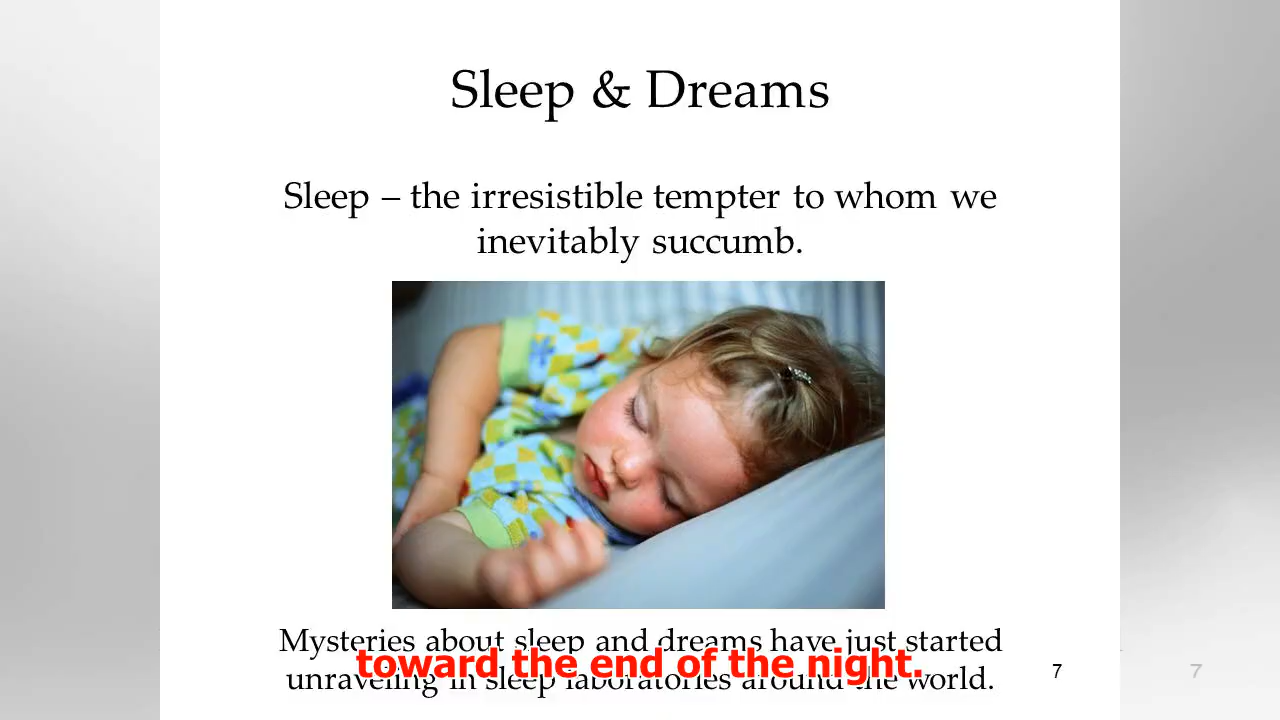 Sleep & Dreams
Sleep – the irresistible tempter to whom we
inevitably succumb.
Mysteries about sleep and dreams have just started
toward the end of the night.
unraveling in sleep laboratories around the world.
7
7